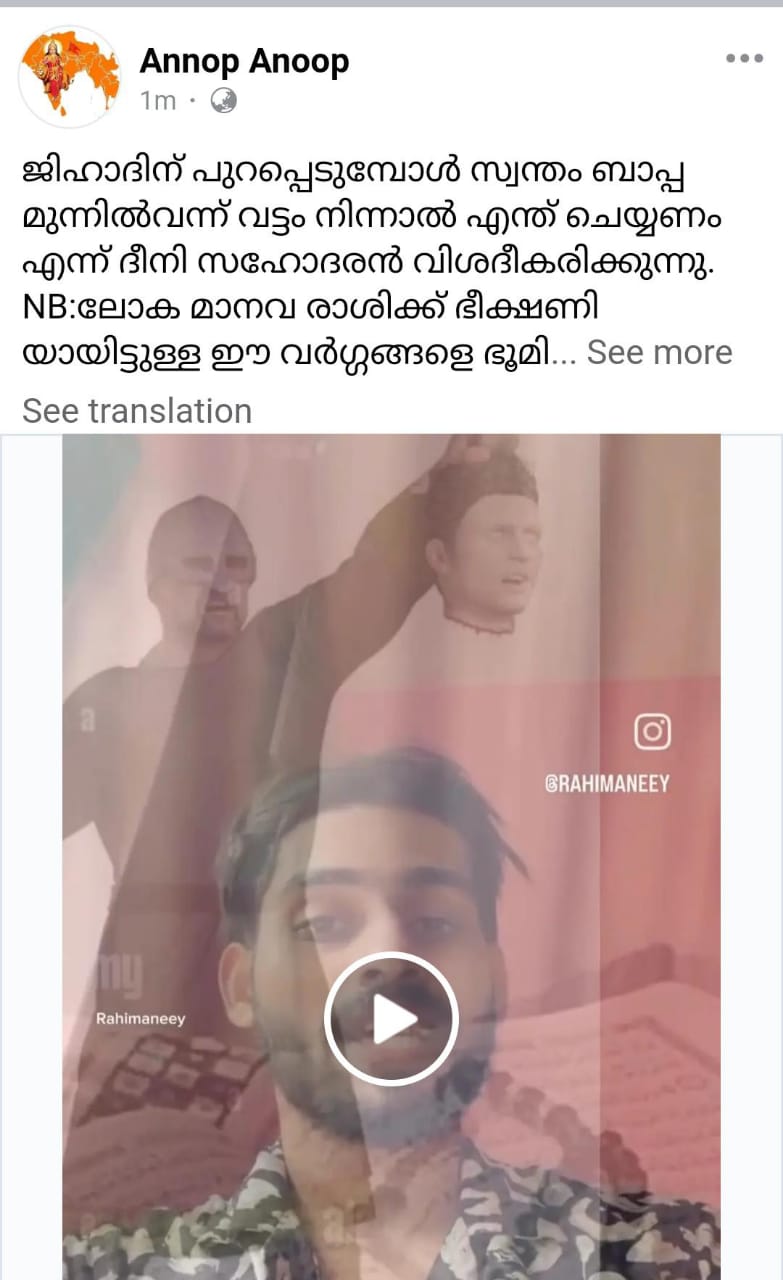 Annop Anoop
1m ·
ജിഹാദിന് പുറപ്പെടുമ്പോൾ സ്വന്തം ബാപ്പ
മുന്നിൽവന്ന് വട്ടം നിന്നാൽ എന്ത് ചെയ്യണം
എന്ന് ദീനി സഹോദരൻ വിശദീകരിക്കുന്നു.
NB:ലോക മാനവ രാശിക്ക് ഭീക്ഷണി
യായിട്ടുള്ള ഈ വർഗ്ഗങ്ങളെ ഭൂമി... See more
See translation
a
@RAHIMANEEY
my
Rahimaneey
a